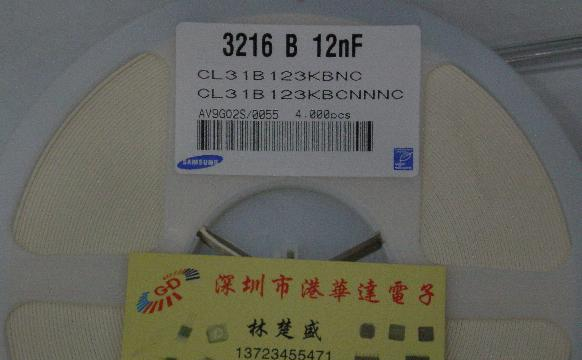 3216 B 12nF
CL31B123KBNC
CL31B123KBCNNNC
AV9G02S/0055 4.000pcs
SAMSUNG
GD
深圳市港華達電子
林楚盛
13723455471